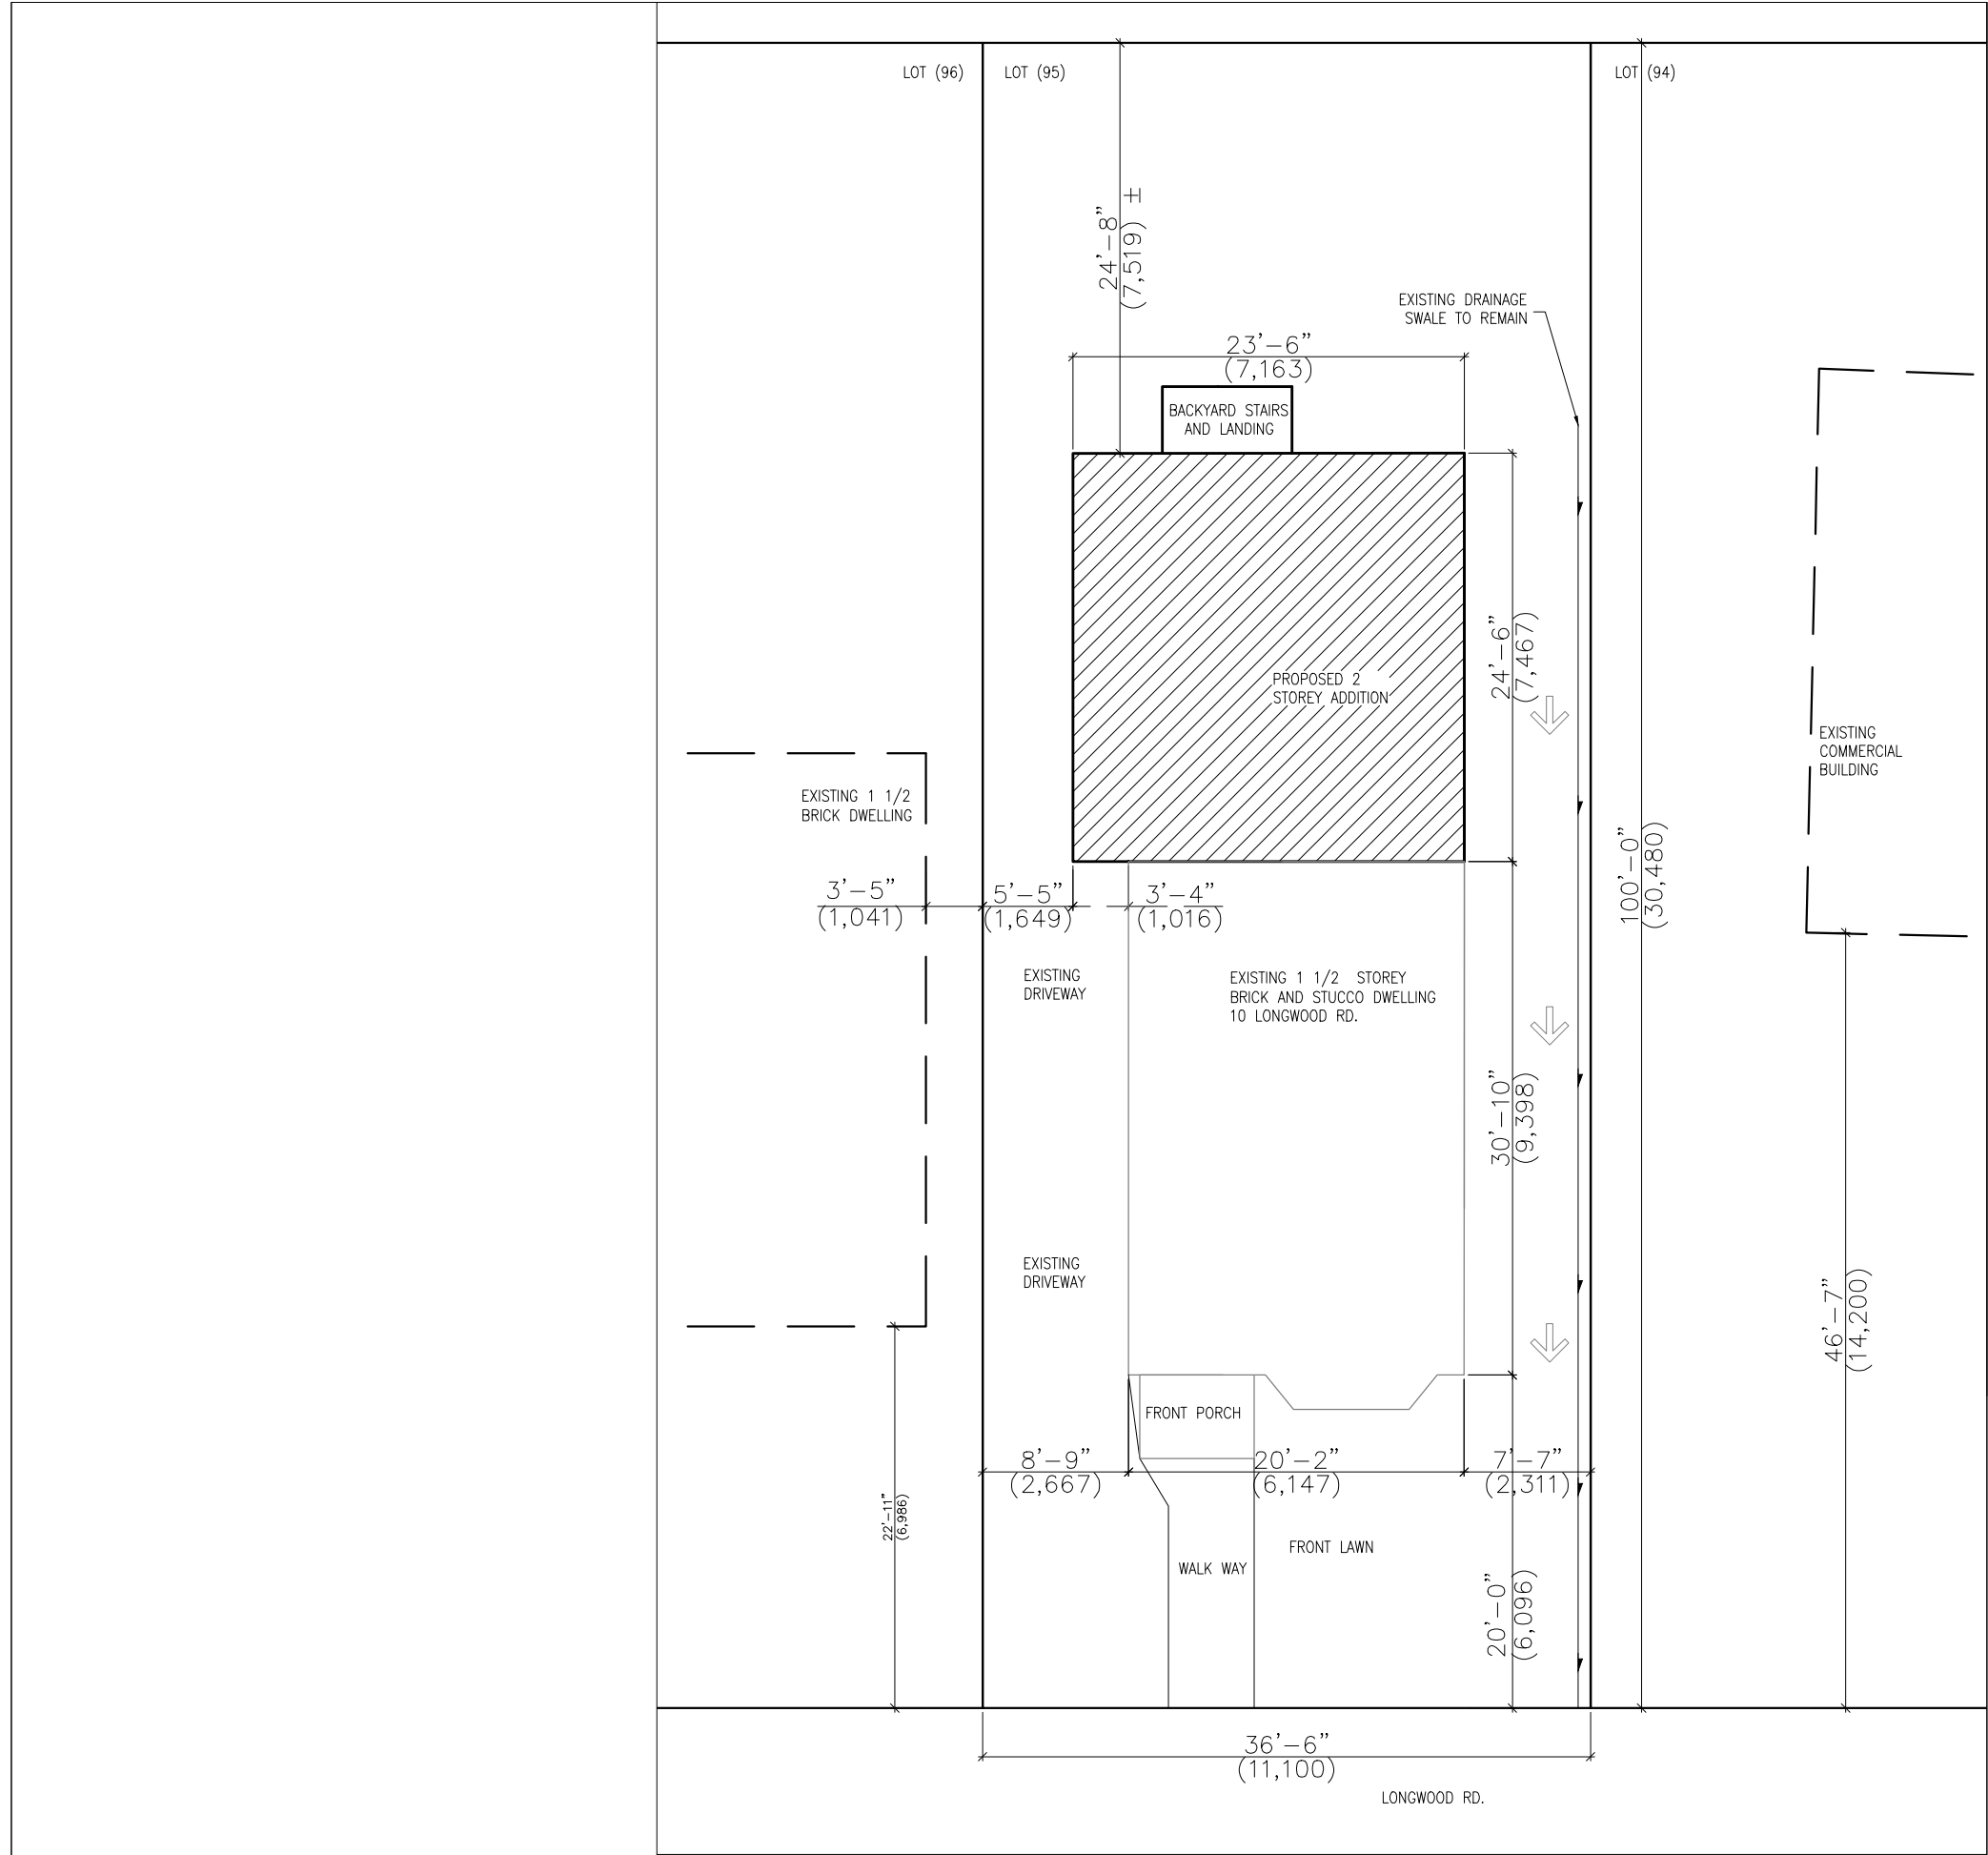 LOT (96)
LOT (95)
LOT (94)
24'-8"
(7,519) ±
EXISTING DRAINAGE
SWALE TO REMAIN
23'-6"
(7,163)
BACKYARD STAIRS
AND LANDING
24'-6"
(7,467)
PROPOSED 2
STOREY ADDITION
EXISTING
COMMERCIAL
BUILDING
EXISTING 1 1/2
BRICK DWELLING
100'-0"
(30,480)
3'-5"
(1,041)
5'-5"
(1,649)
3'-4"
(1,016)
EXISTING
DRIVEWAY
EXISTING 1 1/2 STOREY
BRICK AND STUCCO DWELLING
10 LONGWOOD RD.
30'-10"
(9,398)
EXISTING
DRIVEWAY
46'-7"
(14,200)
FRONT PORCH
8'-9"
(2,667)
20'-2"
(6,147)
7'-7"
(2,311)
22'-11"
(6,986)
FRONT LAWN
WALK WAY
20'-0"
(6,096)
36'-6"
(11,100)
LONGWOOD RD.